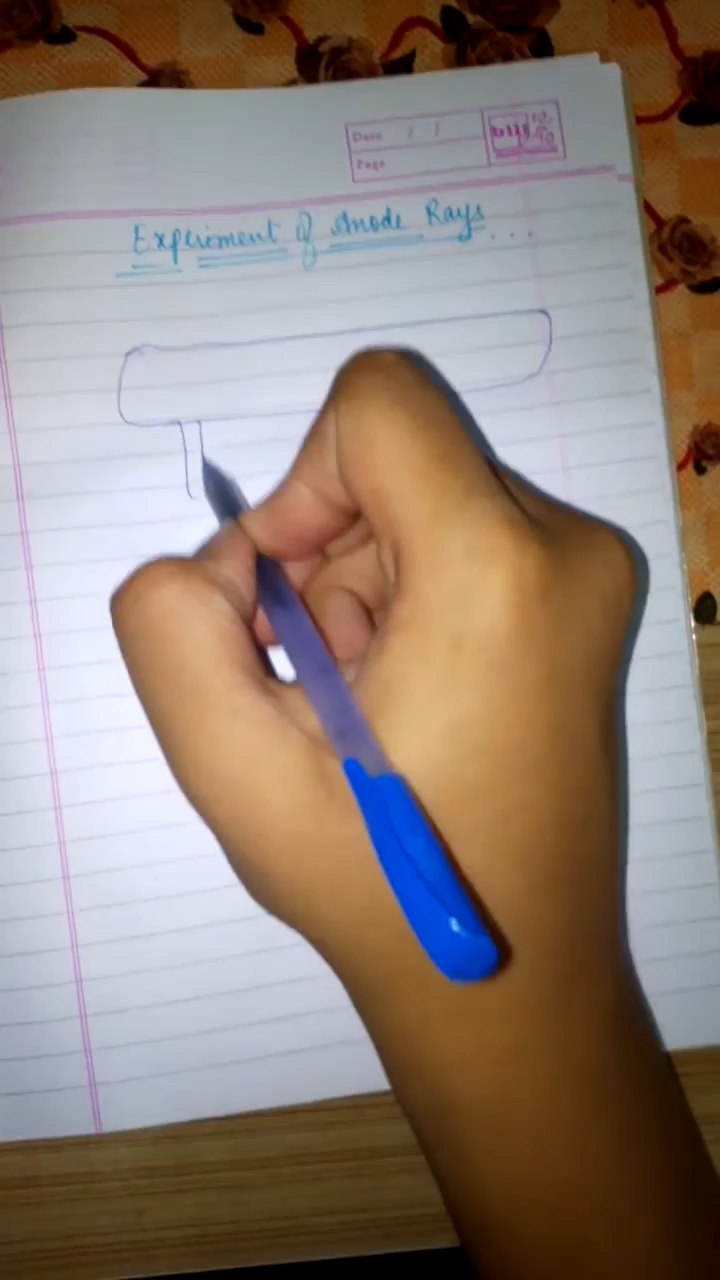 Date / /
Page
Experiment of Anode Rays...